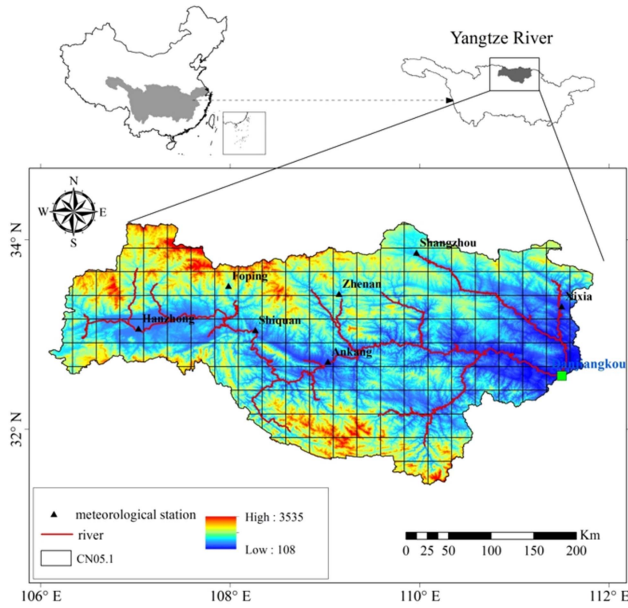 Yangtze River
N
W
E
S
34° N
32° N
Shangzhou
Foping
Zhenan
Xixia
Hanzhong
Shiquan
Ankang
meteorological station
river
CN05.1
High : 3535
Low : 108
Km
0 25 50 100 150 200
106° E
108° E
110° E
112° E